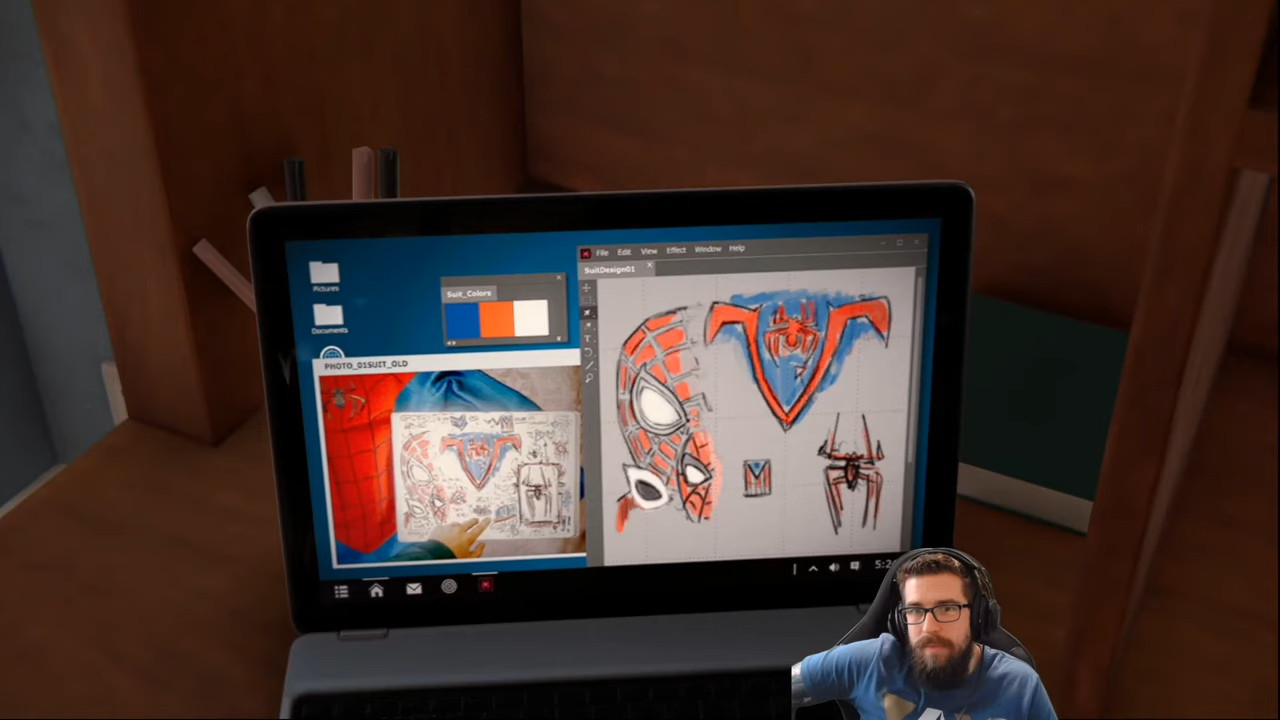 File Edit View Effect Window Help
SuitDesign01
Pictures
Suit_Colors
Documents
PHOTO_01SUIT_OLD